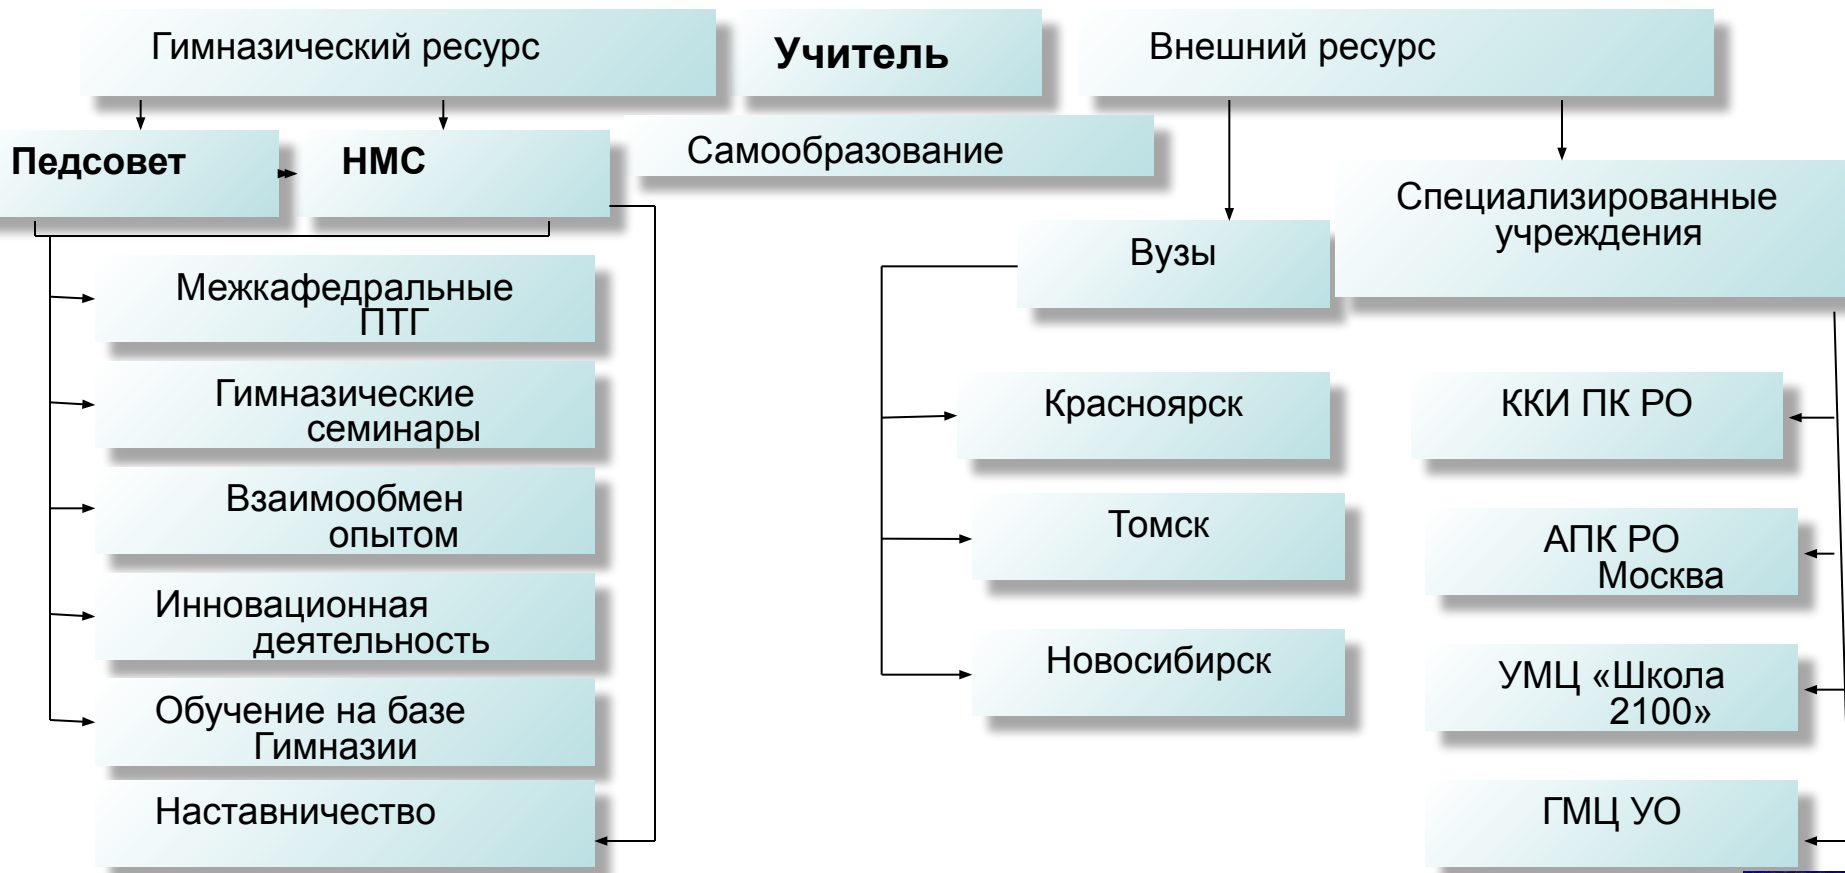 Гимназический ресурс
Учитель
Внешний ресурс
Педсовет
НМС
Самообразование
Специализированные
учреждения
Вузы
Межкафедральные
ПТГ
Гимназические
семинары
Взаимообмен
опытом
Инновационная
деятельность
Обучение на базе
Гимназии
Наставничество
Красноярск
Томск
Новосибирск
ККИ ПК РО
АПК РО
Москва
УМЦ «Школа
2100»
ГМЦ УО